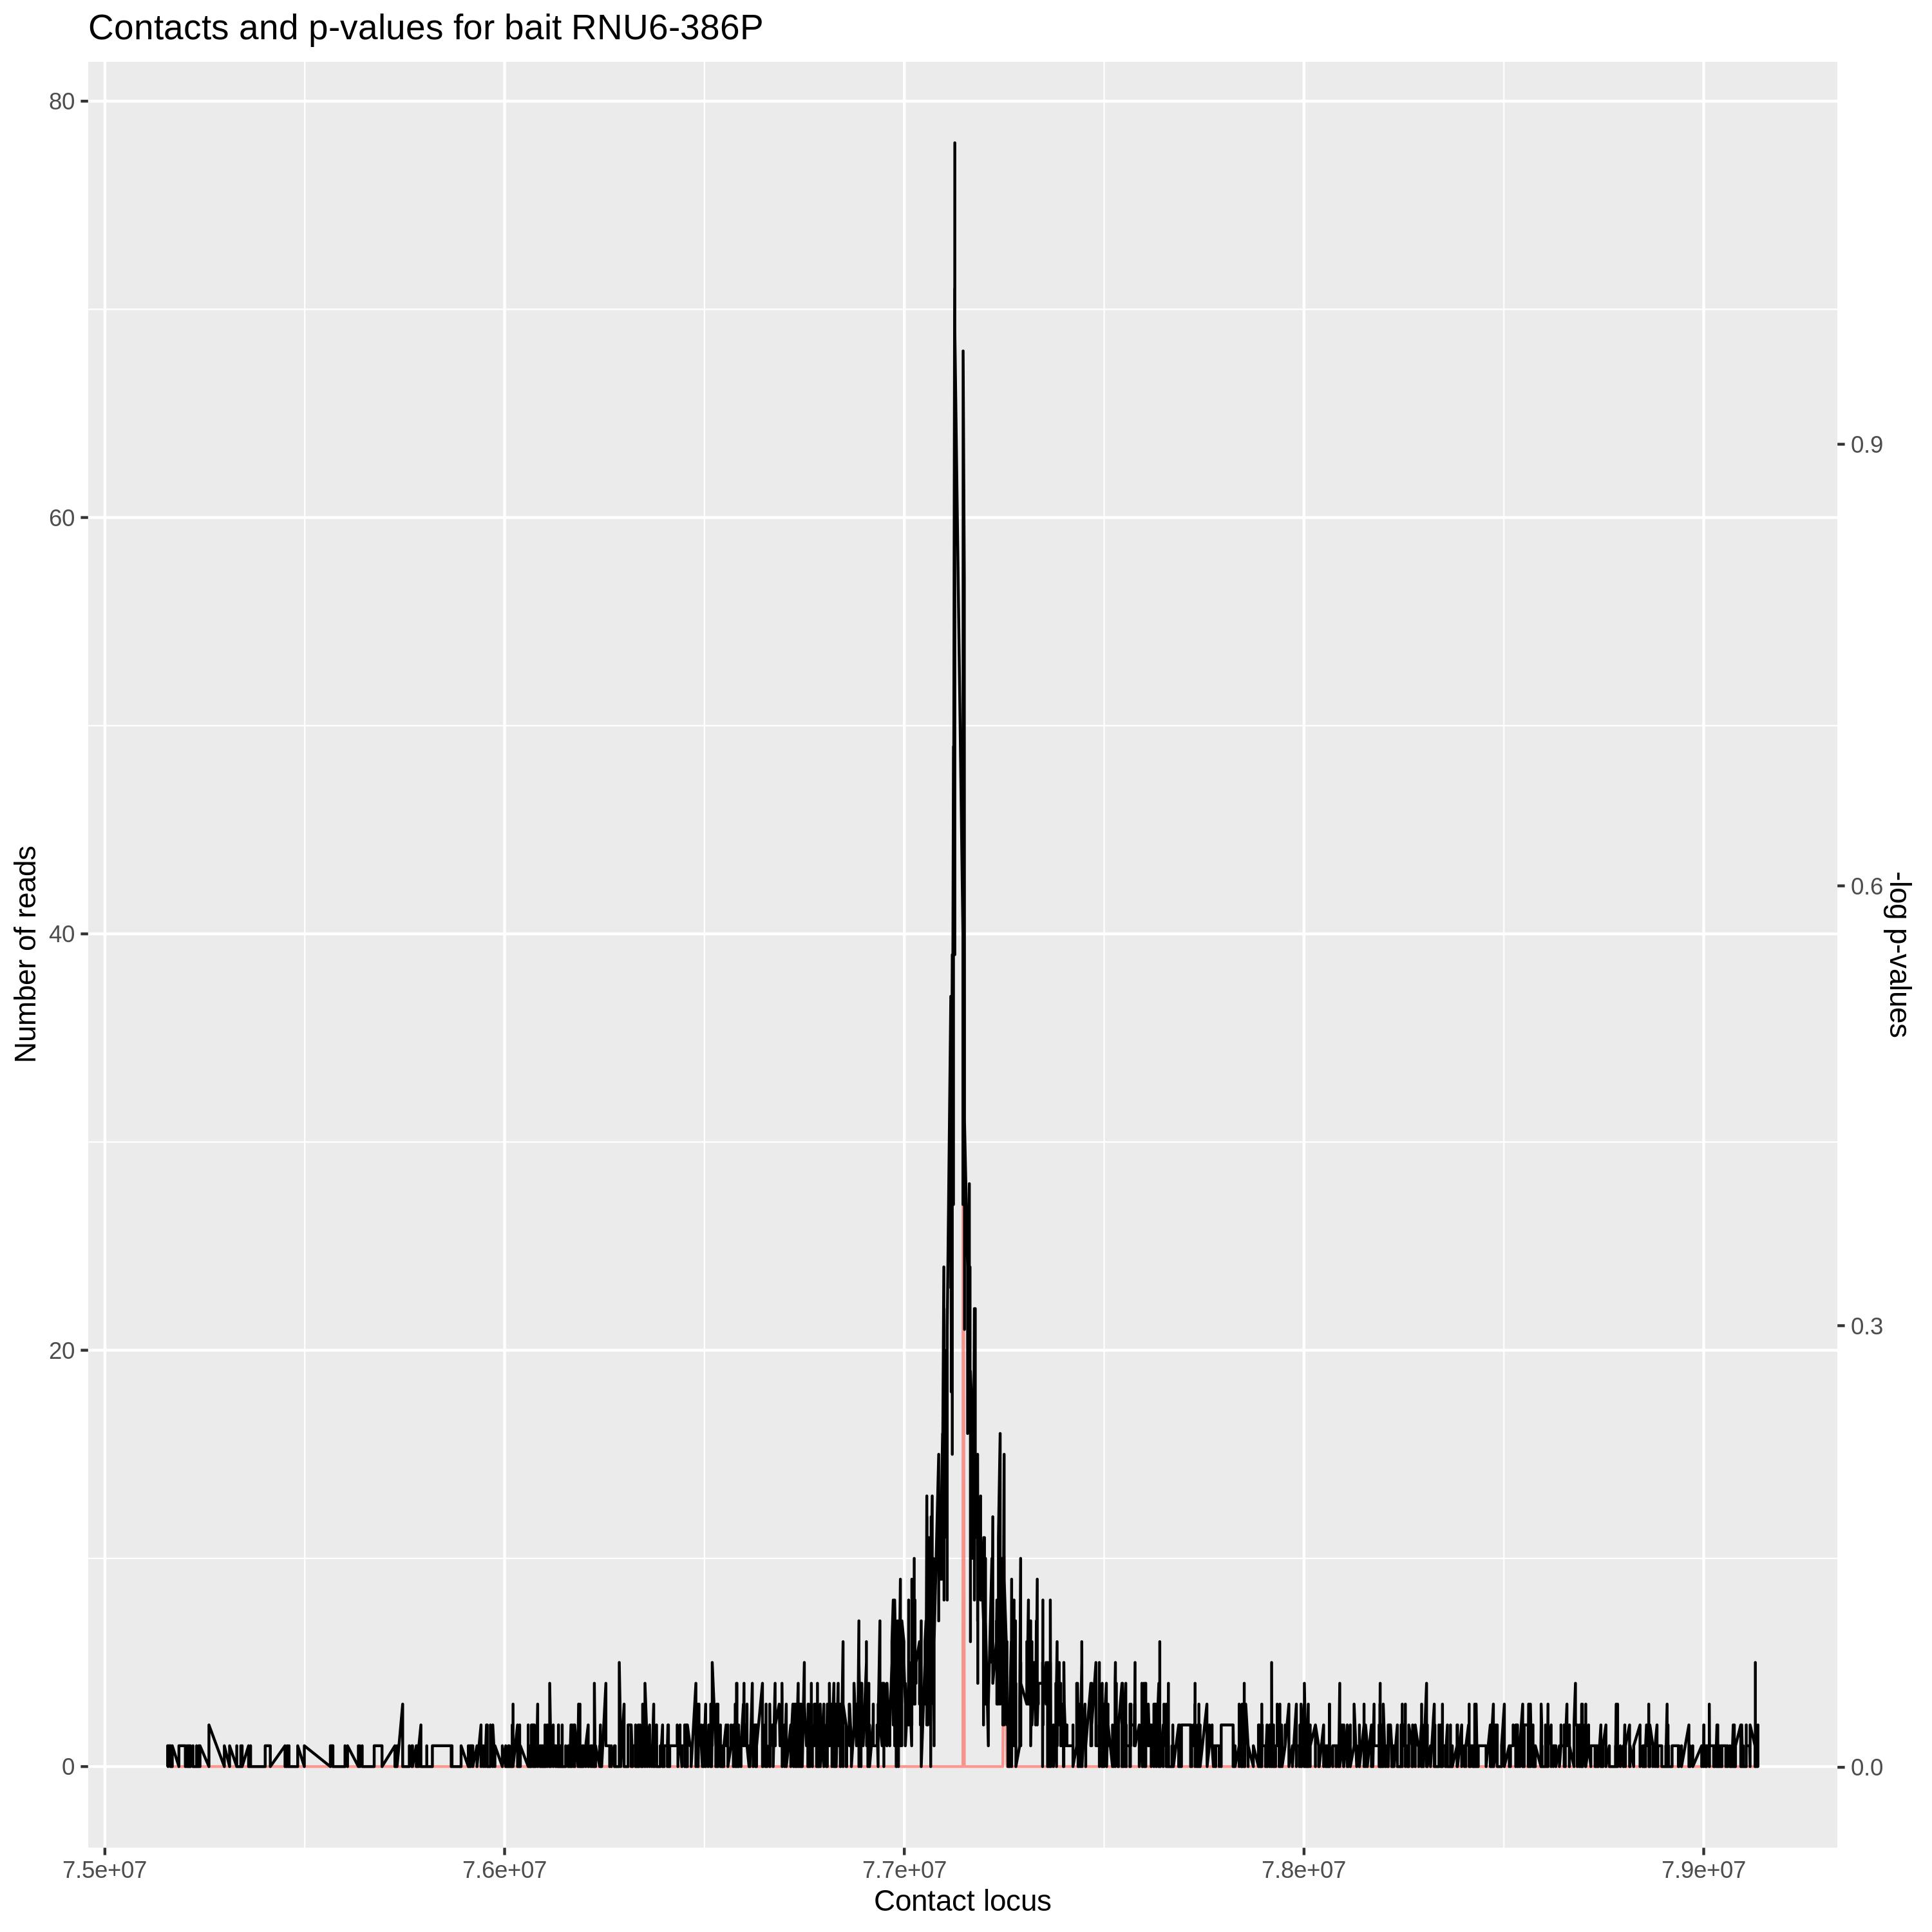 Contacts and p-values for bait RNU6-386P
80
60
40
20
0
Number of reads
0.9
0.6
0.3
0.0
-log p-values
7.5e+07
7.6e+07
7.7e+07
7.8e+07
7.9e+07
Contact locus